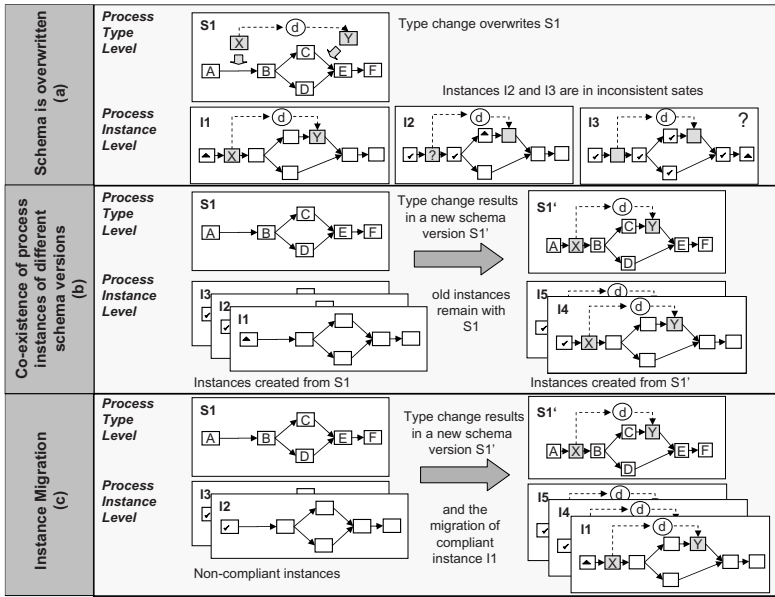 Schema is overwritten
(a)
Process
Type
Level
S1
X
d
Y
A
B
C
D
E
F
Type change overwrites S1
Instances I2 and I3 are in inconsistent sates
Process
Instance
Level
I1
d
X
Y
I2
d
?
I3
d
?
Co-existence of process
instances of different
schema versions
(b)
Process
Type
Level
S1
A
B
C
D
E
F
Type change results
in a new schema
version S1'
S1'
d
A
X
B
C
Y
D
E
F
Process
Instance
Level
I3
I2
I1
old instances
remain with
S1
I5
d
I4
d
X
Y
Instances created from S1
Instances created from S1'
Instance Migration
(c)
Process
Type
Level
S1
A
B
C
D
E
F
Type change results
in a new schema
version S1'
S1'
d
A
X
B
C
Y
D
E
F
Process
Instance
Level
I3
I2
and the
migration of
compliant
instance I1
I5
d
I4
d
I1
d
X
Y
Non-compliant instances